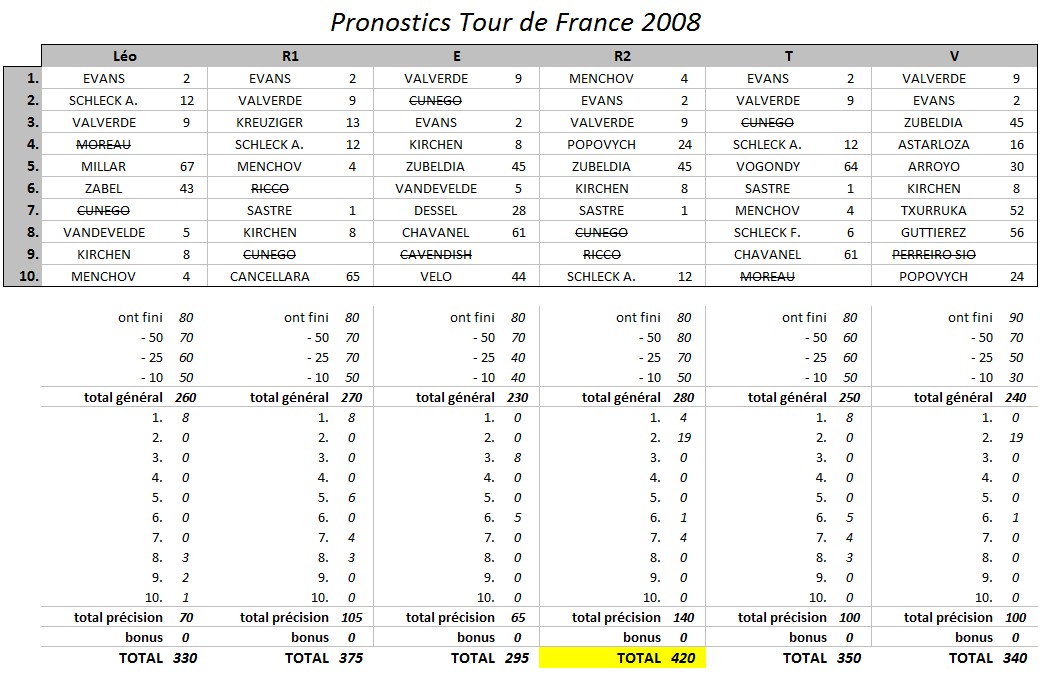 Pronostics Tour de France 2008
Léo R1 E R2 T V
1. EVANS 2 EVANS 2 VALVERDE 9 MENCHOV 4 EVANS 2 VALVERDE 9
2. SCHLECK A. 12 VALVERDE 9 CUNEGO EVANS 2 VALVERDE 9 EVANS 2
3. VALVERDE 9 KREUZIGER 13 EVANS 2 VALVERDE 9 CUNEGO ZUBELDIA 45
4. MOREAU SCHLECK A. 12 KIRCHEN 8 POPOVYCH 24 SCHLECK A. 12 ASTARLOZA 16
5. MILLAR 67 MENCHOV 4 ZUBELDIA 45 ZUBELDIA 45 VOGONDY 64 ARROYO 30
6. ZABEL 43 RICCO VANDEVELDE 5 KIRCHEN 8 SASTRE 1 KIRCHEN 8
7. CUNEGO SASTRE 1 DESSEL 28 SASTRE 1 MENCHOV 4 TXURRUKA 52
8. VANDEVELDE 5 KIRCHEN 8 CHAVANEL 61 CUNEGO SCHLECK F. 6 GUTTIEREZ 56
9. KIRCHEN 8 CUNEGO CAVENDISH RICCO CHAVANEL 61 PERREIRO SIO
10. MENCHOV 4 CANCELLARA 65 VELO 44 SCHLECK A. 12 MOREAU POPOVYCH 24
ont fini 80 ont fini 80 ont fini 80 ont fini 80 ont fini 80 ont fini 90
- 50 70 - 50 70 - 50 70 - 50 80 - 50 60 - 50 70
- 25 60 - 25 70 - 25 40 - 25 70 - 25 60 - 25 50
- 10 50 - 10 50 - 10 40 - 10 50 - 10 50 - 10 30
total général 260 total général 270 total général 230 total général 280 total général 250 total général 240
1. 8 1. 8 1. 0 1. 4 1. 8 1. 0
2. 0 2. 0 2. 0 2. 19 2. 0 2. 19
3. 0 3. 0 3. 8 3. 0 3. 0 3. 0
4. 0 4. 0 4. 0 4. 0 4. 0 4. 0
5. 0 5. 6 5. 0 5. 0 5. 0 5. 0
6. 0 6. 0 6. 5 6. 1 6. 5 6. 1
7. 0 7. 4 7. 0 7. 4 7. 4 7. 0
8. 3 8. 3 8. 0 8. 0 8. 3 8. 0
9. 2 9. 0 9. 0 9. 0 9. 0 9. 0
10. 1 10. 0 10. 0 10. 0 10. 0 10. 0
total précision 70 total précision 105 total précision 65 total précision 140 total précision 100 total précision 100
bonus 0 bonus 0 bonus 0 bonus 0 bonus 0 bonus 0
TOTAL 330 TOTAL 375 TOTAL 295 TOTAL 420 TOTAL 350 TOTAL 340